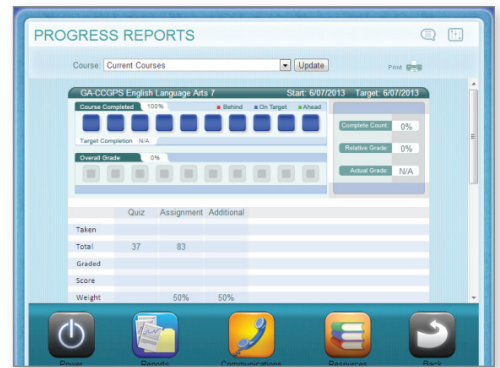 PROGRESS REPORTS
Course: Current Courses Update Print
GA-CCGPS English Language Arts 7 Start: 6/07/2013 Target: 6/07/2013
Course Completed 100% Behind On Target Ahead
Target Completion N/A
Complete Count 0%
Overall Grade 0%
Relative Grade 0%
Actual Grade N/A
Quiz Assignment Additional
Taken
Total 37 83
Graded
Score
Weight 50% 50%
Power Reports Communications Resources Back